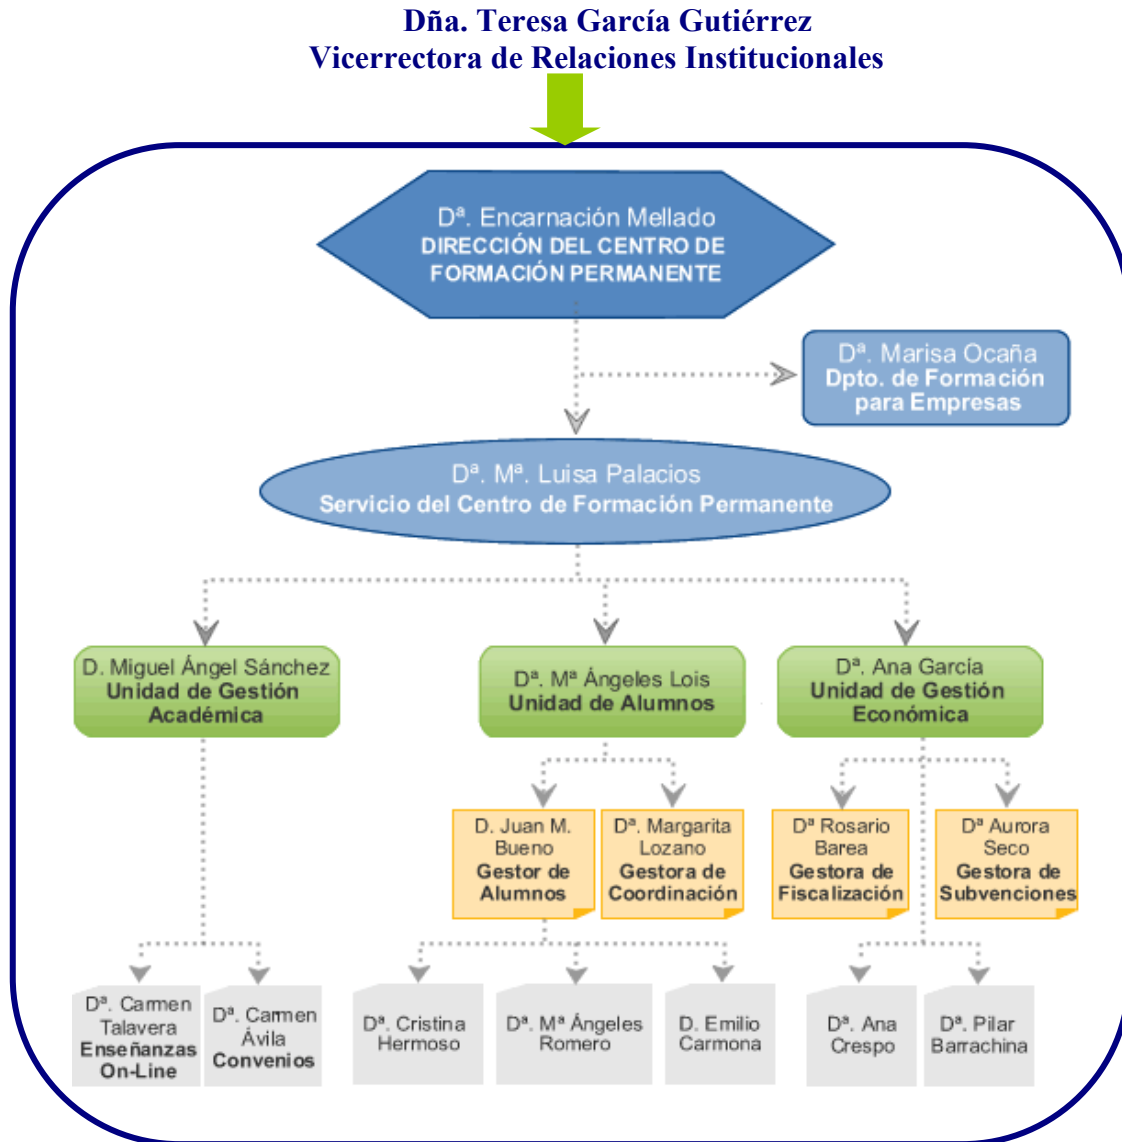 Dña. Teresa García Gutiérrez
Vicerrectora de Relaciones Institucionales
Dª. Encarnación Mellado
DIRECCIÓN DEL CENTRO DE
FORMACIÓN PERMANENTE
Dª. Marisa Ocaña
Dpto. de Formación
para Empresas
Dª. Mª. Luisa Palacios
Servicio del Centro de Formación Permanente
D. Miguel Ángel Sánchez
Unidad de Gestión
Académica
Dª. Mª Ángeles Lois
Unidad de Alumnos
Dª. Ana García
Unidad de Gestión
Económica
D. Juan M.
Bueno
Gestor de
Alumnos
Dª. Margarita
Lozano
Gestora de
Coordinación
Dª Rosario
Barea
Gestora de
Fiscalización
Dª Aurora
Seco
Gestora de
Subvenciones
Dª. Carmen
Talavera
Enseñanzas
On-Line
Dª. Carmen
Ávila
Convenios
Dª. Cristina
Hermoso
Dª. Mª Ángeles
Romero
D. Emilio
Carmona
Dª. Ana
Crespo
Dª. Pilar
Barrachina